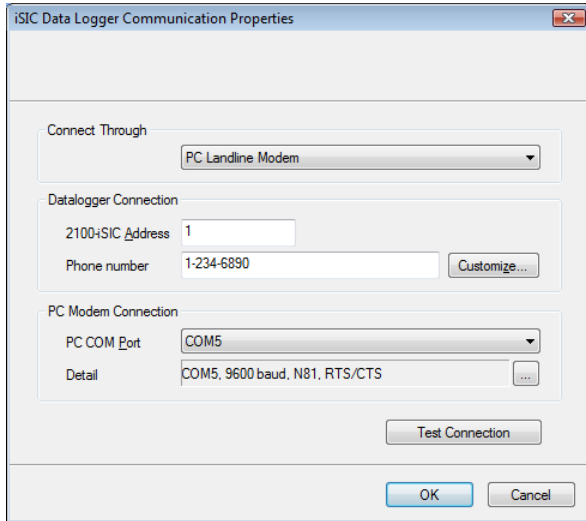 iSIC Data Logger Communication Properties
Connect Through
PC Landline Modem
Datalogger Connection
2100-iSIC Address 1
Phone number 1-234-6890 Customize...
PC Modem Connection
PC COM Port COM5
Detail COM5, 9600 baud, N81, RTS/CTS ...
Test Connection
OK Cancel